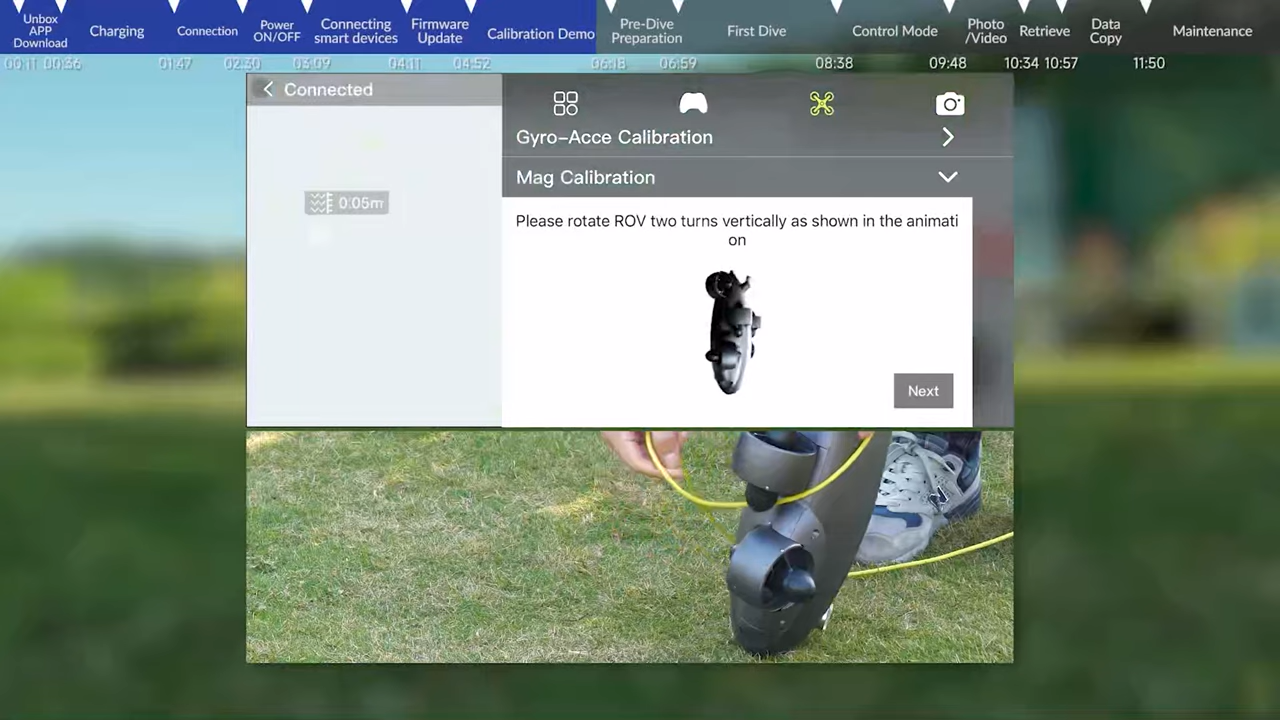 Unbox
APP
Download
Charging
Connection
Power
ON/OFF
Connecting
smart devices
Firmware
Update
Calibration Demo
Pre-Dive
Preparation
First Dive
Control Mode
Photo
/Video
Retrieve
Data
Copy
Maintenance
00:11 00:36 01:47 02:30 03:09 04:11 04:52 06:18 06:59 08:38 09:48 10:34 10:57 11:50
Connected
Gyro-Acce Calibration
Mag Calibration
0.05m
Please rotate ROV two turns vertically as shown in the animati
on
Next
N